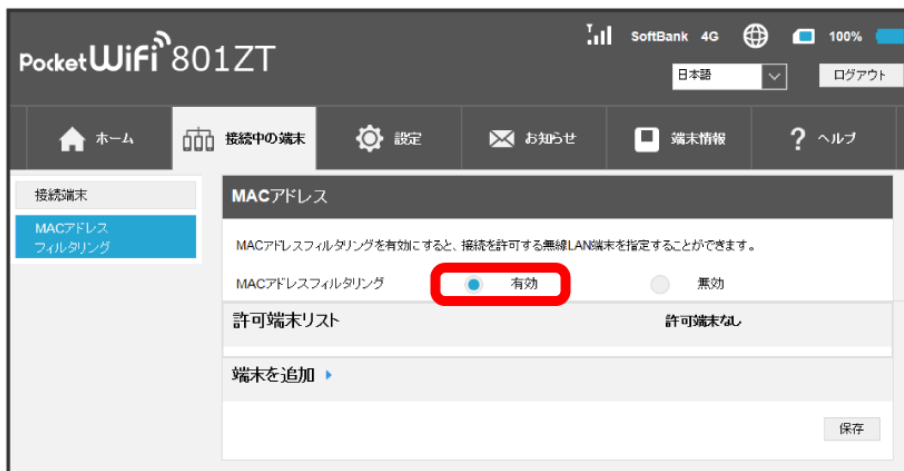 SoftBank 4G 100%
PocketWiFi 801ZT
日本語 ログアウト
ホーム 接続中の端末 設定 お知らせ 端末情報 ? ヘルプ
接続端末
MACアドレス
フィルタリング
MACアドレス
MACアドレスフィルタリングを有効にすると、接続を許可する無線LAN端末を指定することができます。
MACアドレスフィルタリング 有効 無効
許可端末リスト 許可端末なし
端末を追加
保存